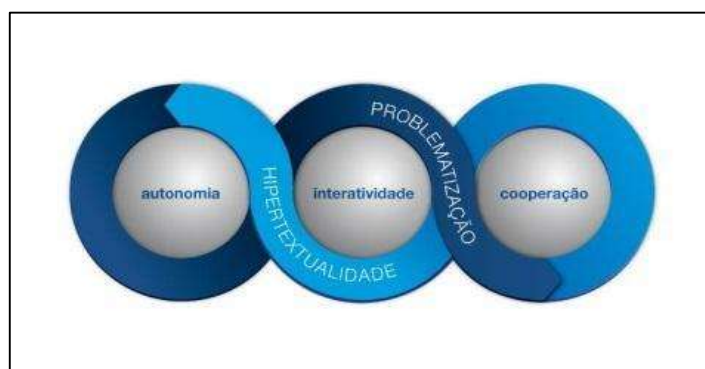 autonomia
HIPERTEXTUALIDADE
interatividade
PROBLEMATIZAÇÃO
cooperação